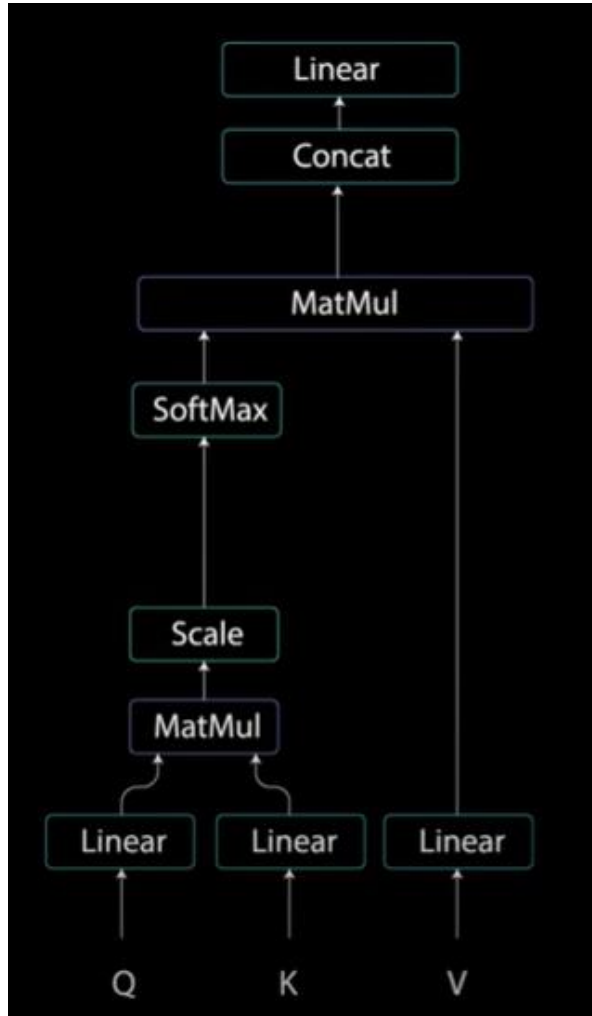 Linear
Concat
MatMul
SoftMax
Scale
MatMul
Linear Linear Linear
Q K V